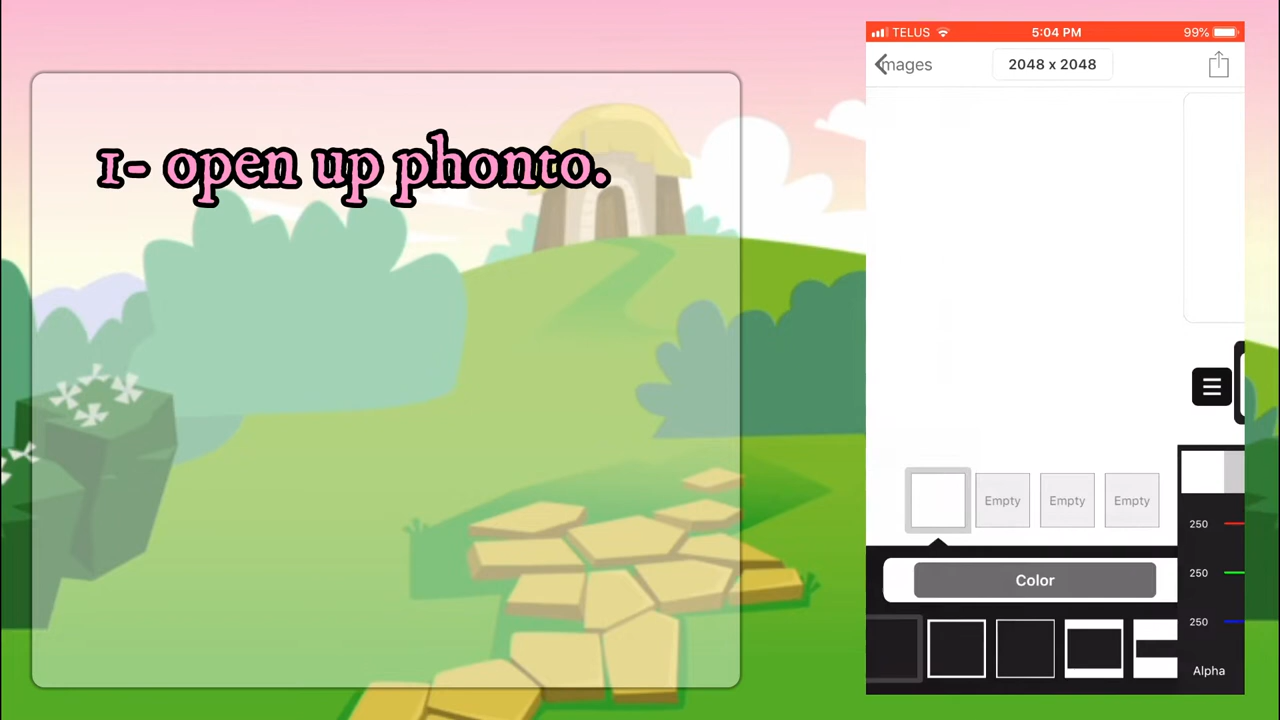 1- open up phonto.
TELUS 5:04 PM 99%
mages 2048 x 2048
Empty Empty Empty
Color
250
250
250
Alpha